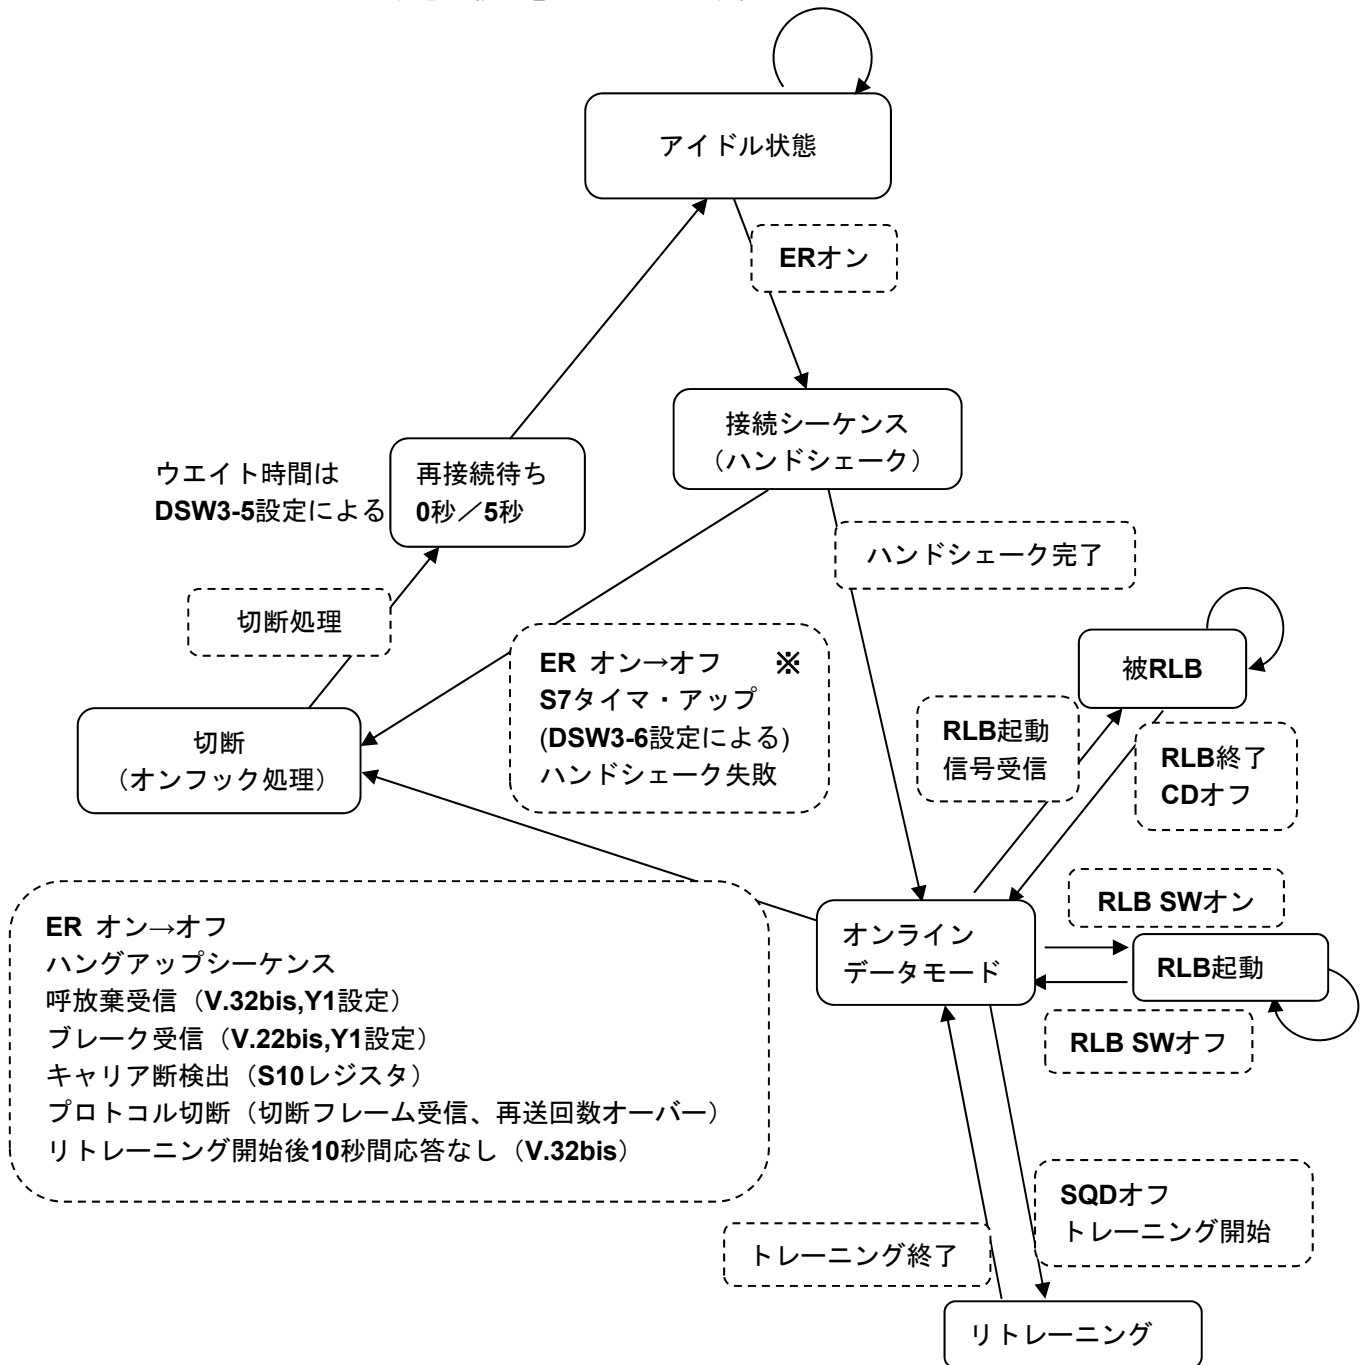 アイドル状態
ERオン
接続シーケンス
（ハンドシェーク）
ウエイト時間は
DSW3-5設定による
再接続待ち
0秒／5秒
ハンドシェーク完了
切断処理
ER オン→オフ ※
S7タイマ・アップ
(DSW3-6設定による)
ハンドシェーク失敗
被RLB
RLB起動
信号受信
RLB終了
CDオフ
切断
（オンフック処理）
RLB SWオン
オンライン
データモード
RLB起動
RLB SWオフ
ER オン→オフ
ハングアップシーケンス
呼放棄受信（V.32bis,Y1設定）
ブレーク受信（V.22bis,Y1設定）
キャリア断検出（S10レジスタ）
プロトコル切断（切断フレーム受信、再送回数オーバー）
リトレーニング開始後10秒間応答なし（V.32bis）
SQDオフ
トレーニング開始
トレーニング終了
リトレーニング